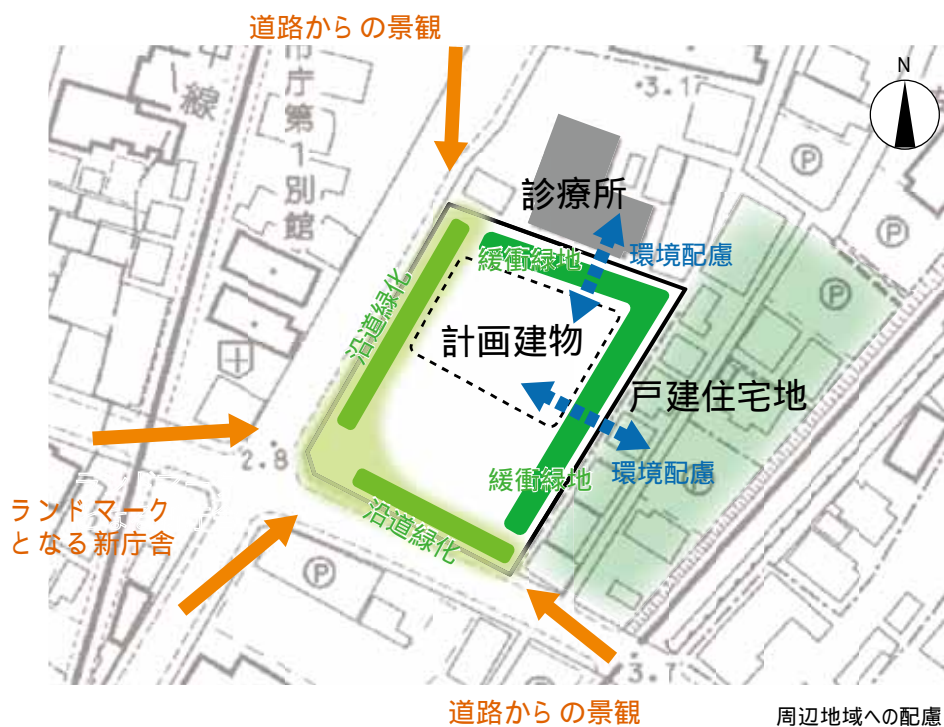 道路からの景観
N
市庁第1別館
線
3.17
P
診療所
P
緩衝緑地
環境配慮
P
沿道緑化
計画建物
戸建住宅地
2.8
環境配慮
緩衝緑地
ランドマーク
となる新庁舎
沿道緑化
P
3.7
道路からの景観
周辺地域への配慮